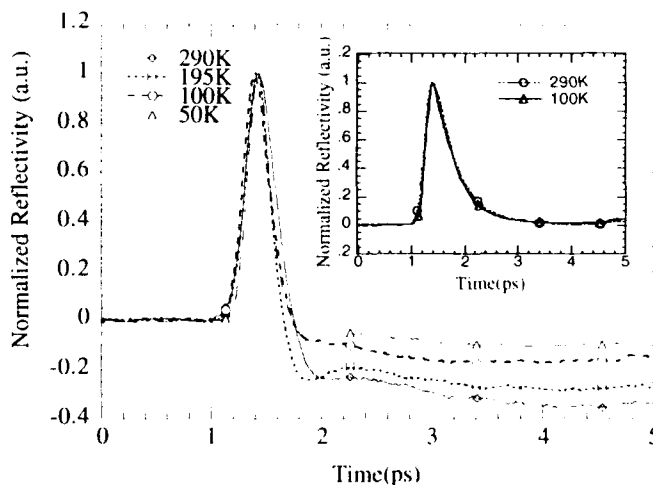 Normalized Reflectivity (a.u.)
1.2
1
0.8
0.6
0.4
0.2
0
-0.2
-0.4
0
1
2
3
4
5
Time(ps)
290K
195K
100K
50K
Normalized Reflectivity (a.u.)
.2
1
.8
.6
.4
.2
0
.2
0
1
2
3
4
5
Time(ps)
290K
100K